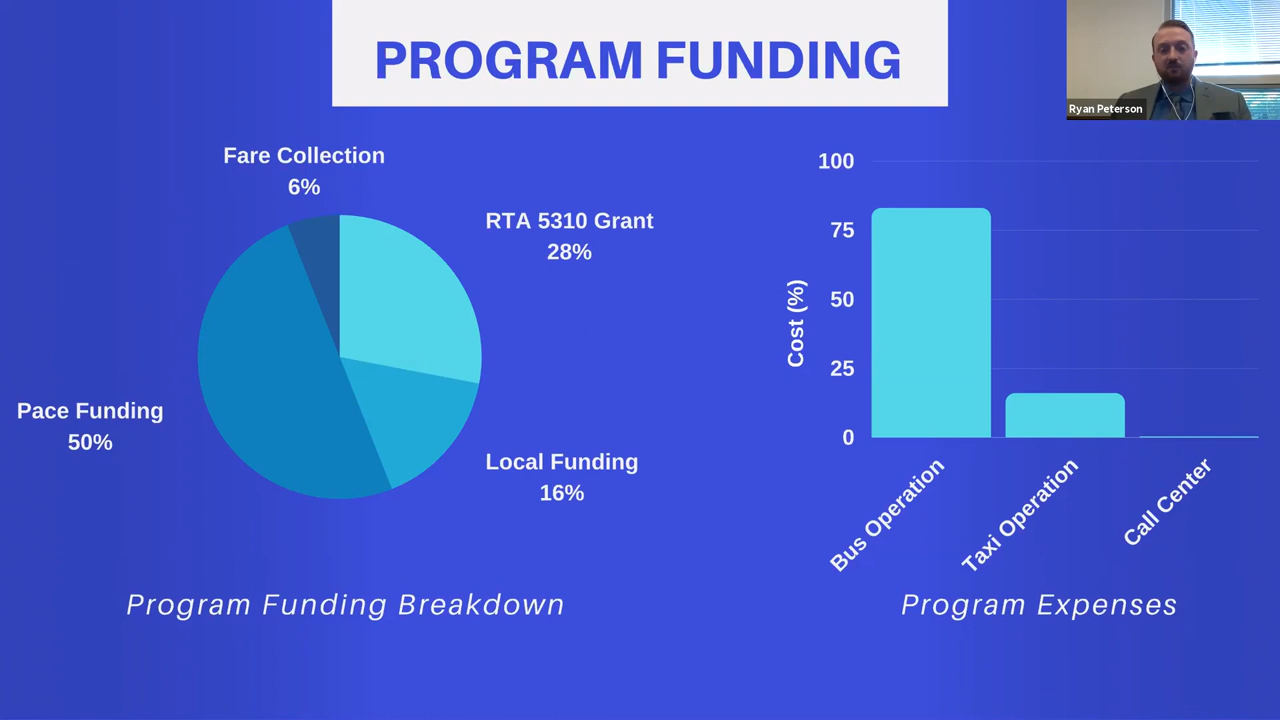 PROGRAM FUNDING
Ryan Peterson
Fare Collection
6%
RTA 5310 Grant
28%
Pace Funding
50%
Local Funding
16%
Program Funding Breakdown
100
75
50
25
0
Cost (%)
Bus Operation
Taxi Operation
Call Center
Program Expenses